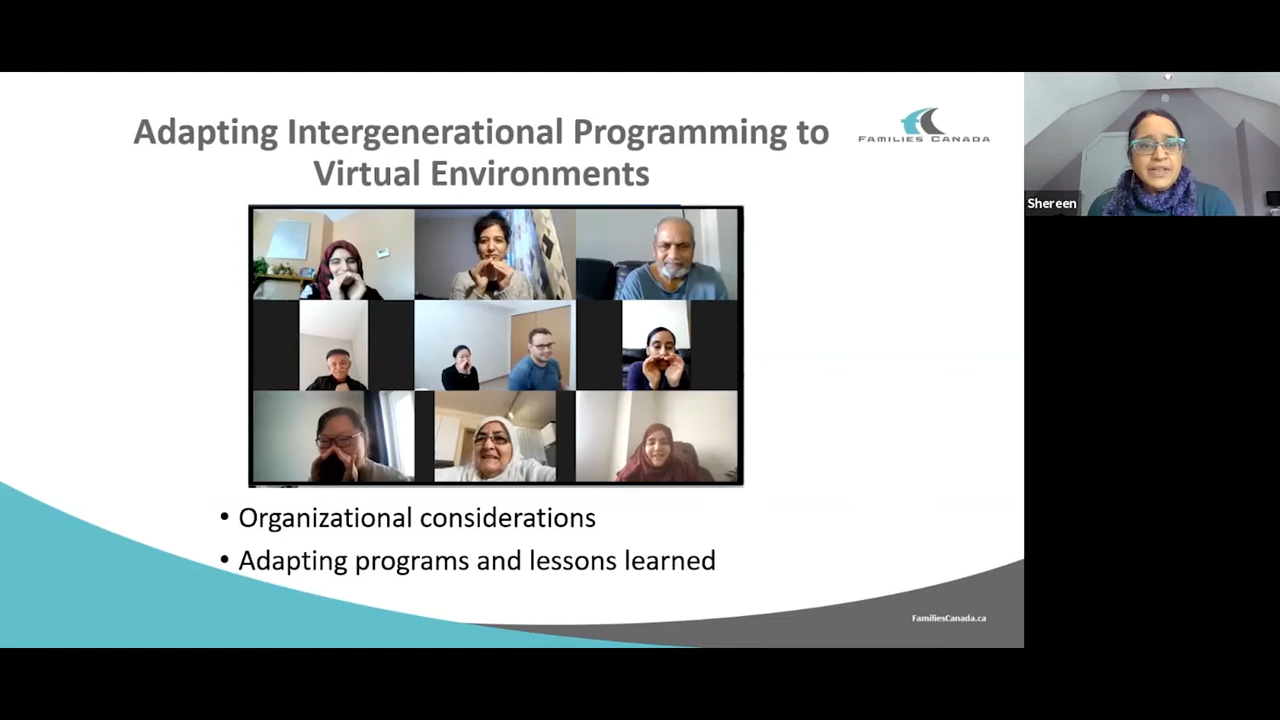 Adapting Intergenerational Programming to
Virtual Environments
FAMILIES CANADA
Shereen
• Organizational considerations
• Adapting programs and lessons learned
FamiliesCanada.ca